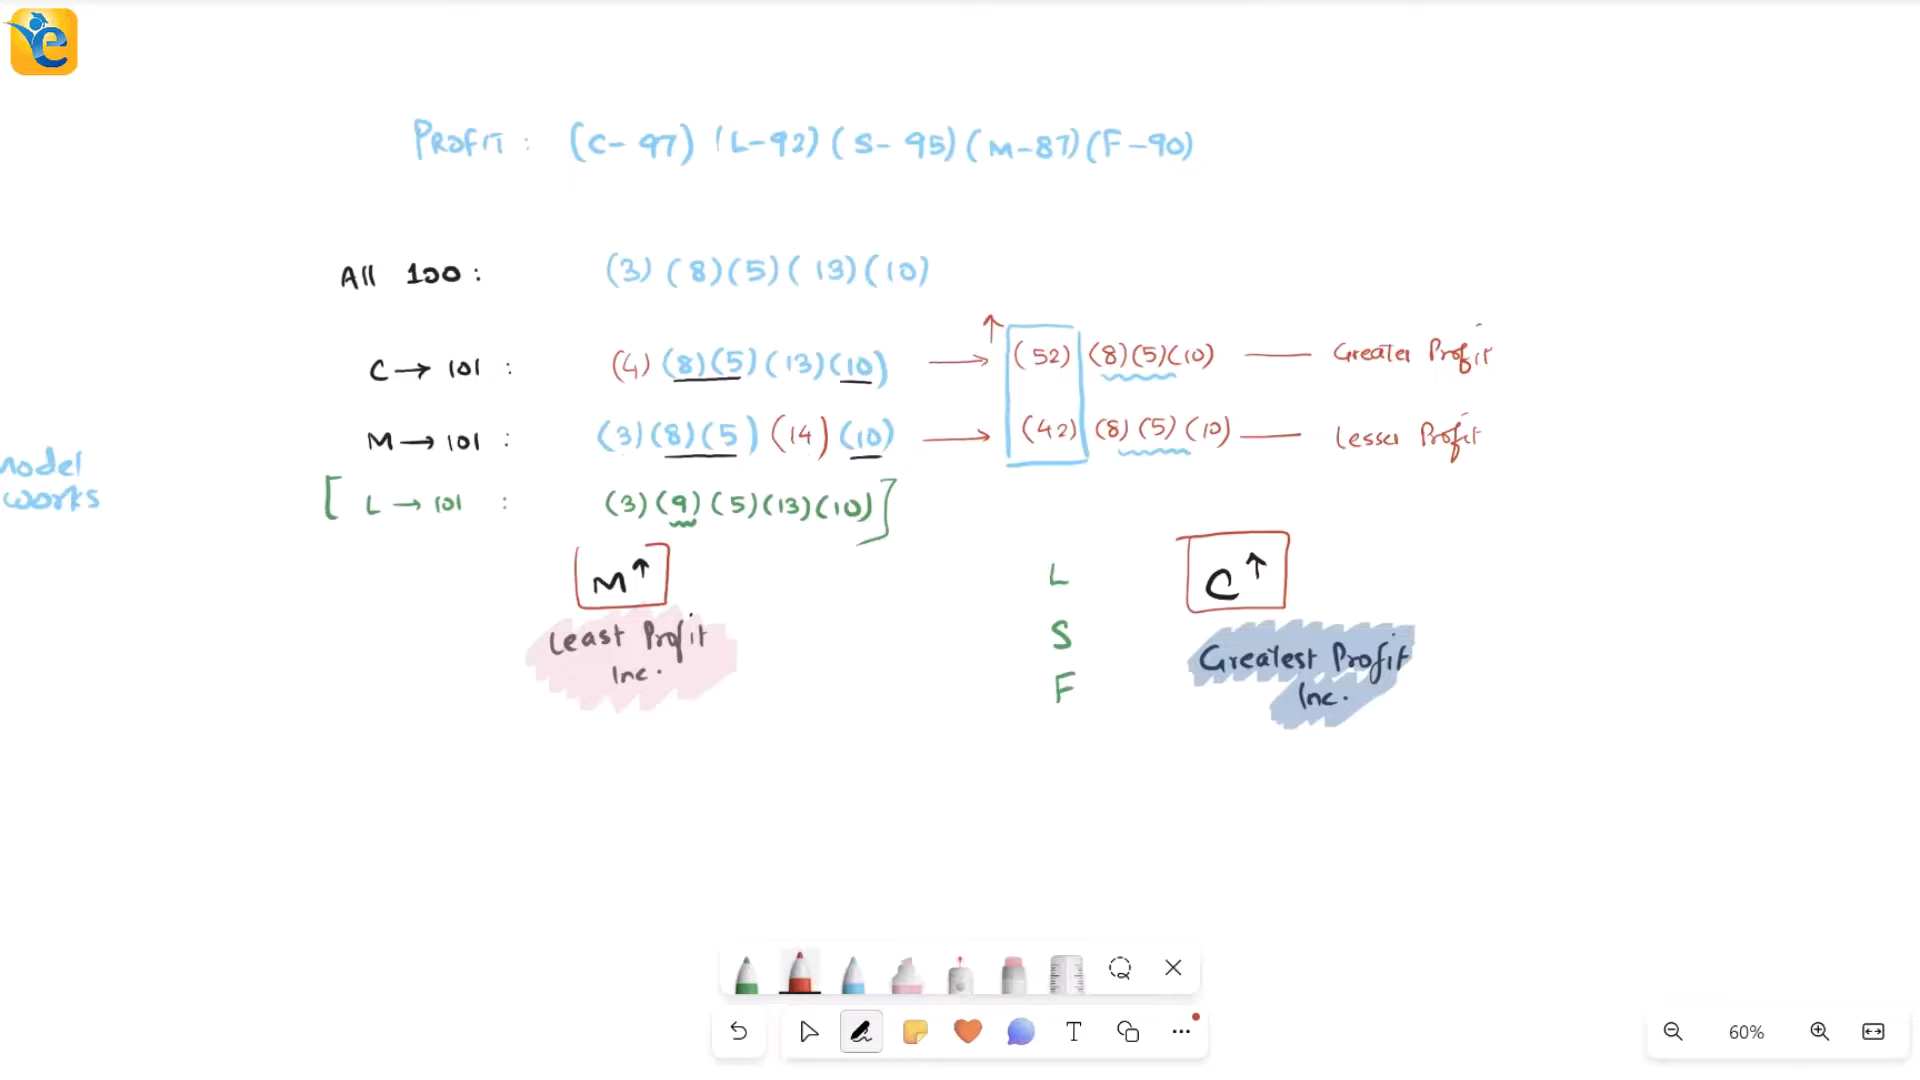 PROFIT : (C-97) (L-92) (S-95) (M-87) (F-90)
All 100 : (3) (8) (5) (13) (10)
C → 101 : (4) (8) (5) (13) (10) → ↑ (52) (8) (5) (10) — Greater Profit
M → 101 : (3) (8) (5) (14) (10) → (42) (8) (5) (10) — Lesser Profit
model
works
[ L → 101 : (3) (9) (5) (13) (10) ]
M↑
Least Profit
Inc.
L
S
F
C↑
Greatest Profit
Inc.
60%